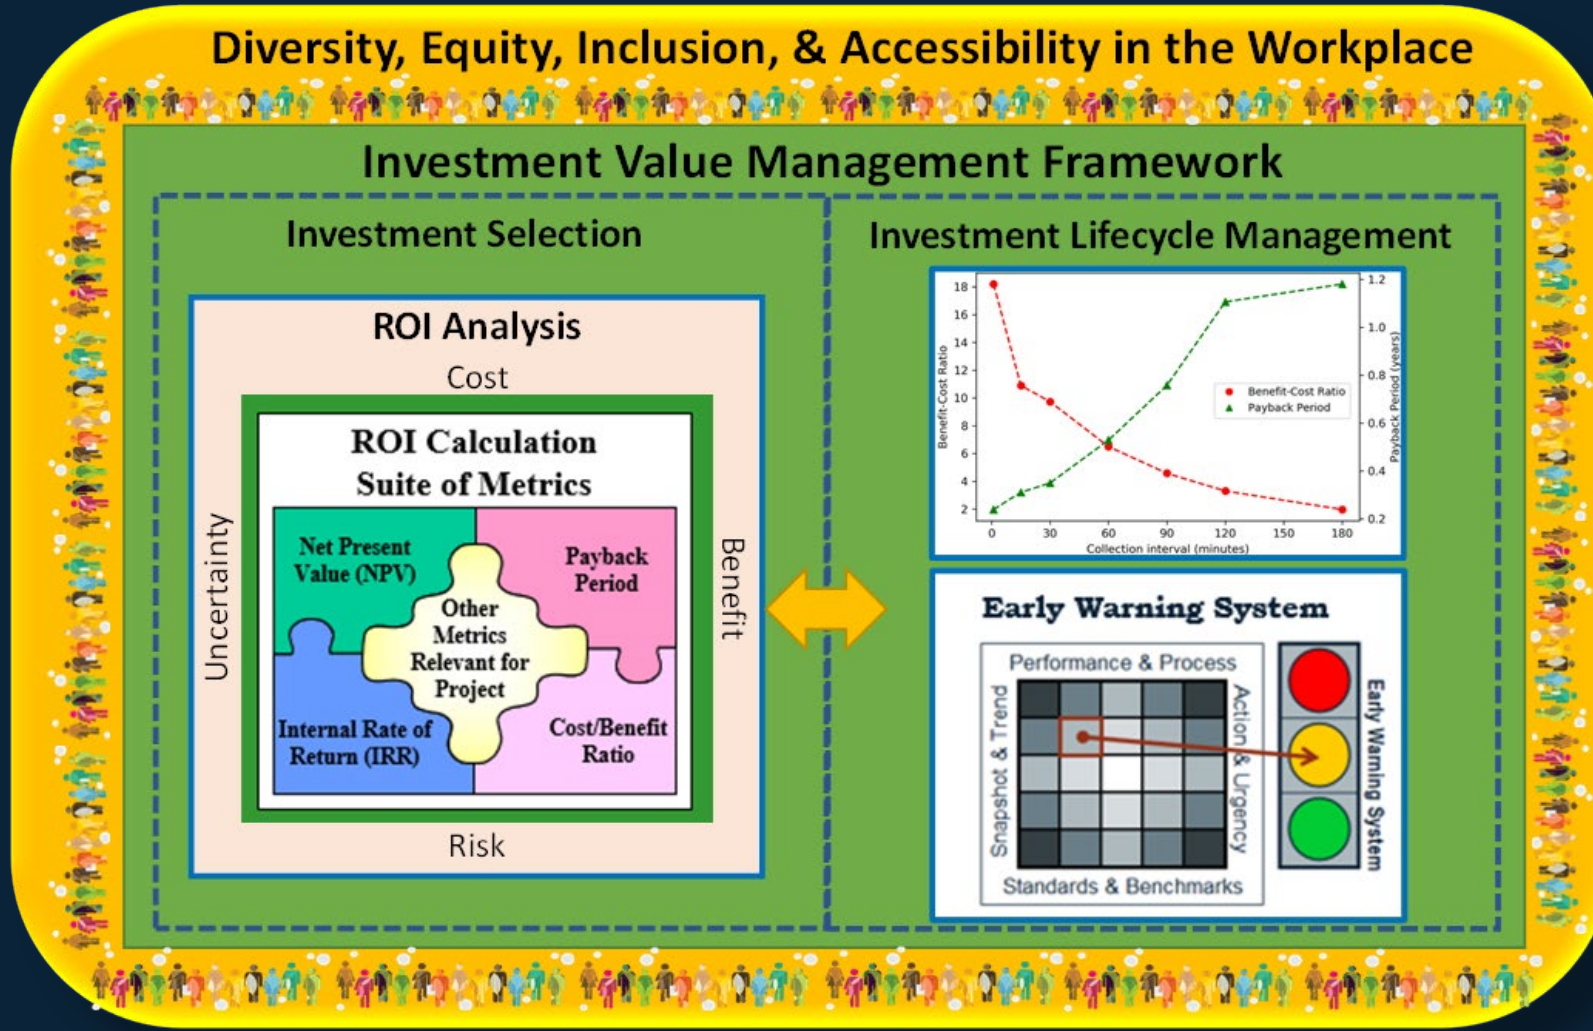 Diversity, Equity, Inclusion, & Accessibility in the Workplace
Investment Value Management Framework
Investment Selection
ROI Analysis
Cost
Uncertainty
ROI Calculation
Suite of Metrics
Net Present
Value (NPV)
Payback
Period
Other
Metrics
Relevant for
Project
Internal Rate of
Return (IRR)
Cost/Benefit
Ratio
Benefit
Risk
Investment Lifecycle Management
Benefit-Cost Ratio
18
16
14
12
10
8
6
4
2
0
30
60
90
120
150
180
Collection interval (minutes)
1.2
1.0
0.8
0.6
0.4
0.2
Payback Period (years)
Benefit-Cost Ratio
Payback Period
Early Warning System
Performance & Process
Snapshot & Trend
Action & Urgency
Standards & Benchmarks
Early Warning System